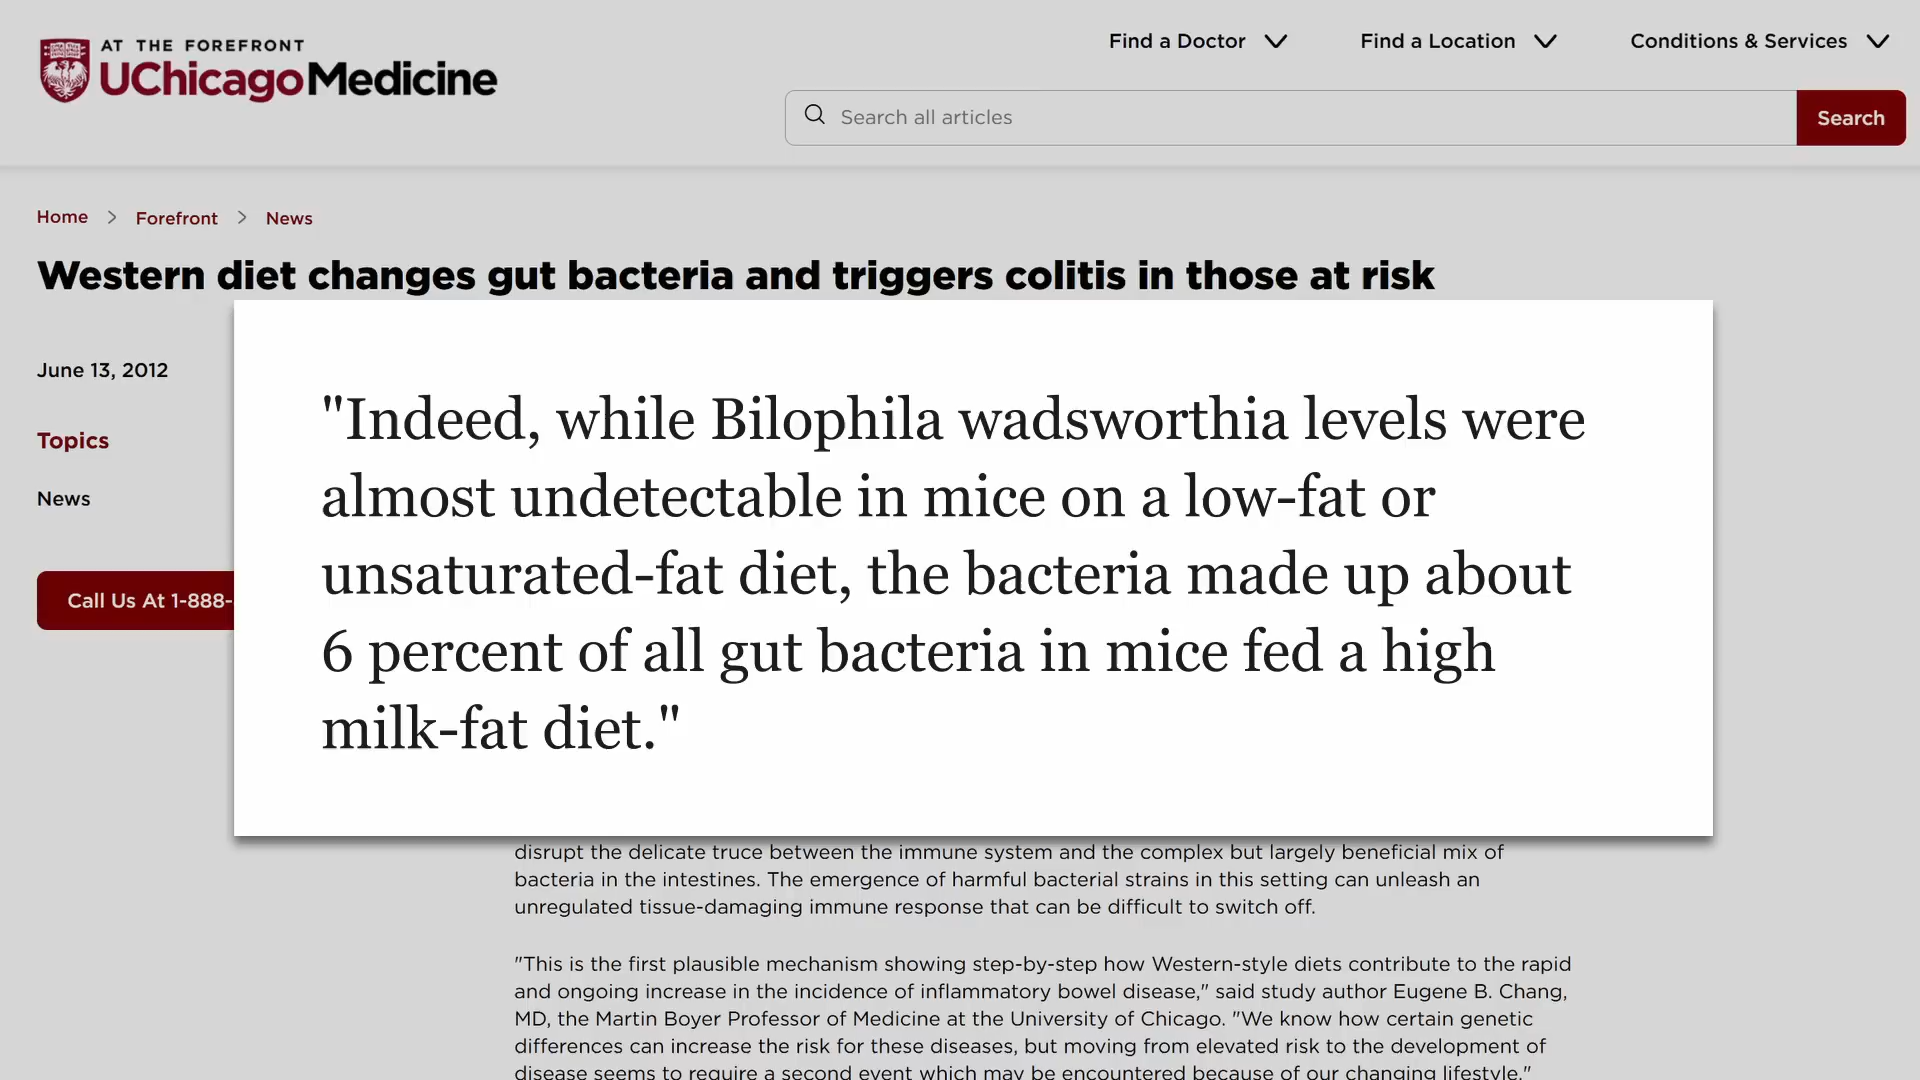 AT THE FOREFRONT
UChicagoMedicine
Find a Doctor
Find a Location
Conditions & Services
Search all articles
Search
Home > Forefront > News
Western diet changes gut bacteria and triggers colitis in those at risk
June 13, 2012
Topics
News
Call Us At 1-888-
"Indeed, while Bilophila wadsworthia levels were
almost undetectable in mice on a low-fat or
unsaturated-fat diet, the bacteria made up about
6 percent of all gut bacteria in mice fed a high
milk-fat diet."
disrupt the delicate truce between the immune system and the complex but largely beneficial mix of
bacteria in the intestines. The emergence of harmful bacterial strains in this setting can unleash an
unregulated tissue-damaging immune response that can be difficult to switch off.
"This is the first plausible mechanism showing step-by-step how Western-style diets contribute to the rapid
and ongoing increase in the incidence of inflammatory bowel disease," said study author Eugene B. Chang,
MD, the Martin Boyer Professor of Medicine at the University of Chicago. "We know how certain genetic
differences can increase the risk for these diseases, but moving from elevated risk to the development of
disease seems to require a second event which may be encountered because of our changing lifestyle."